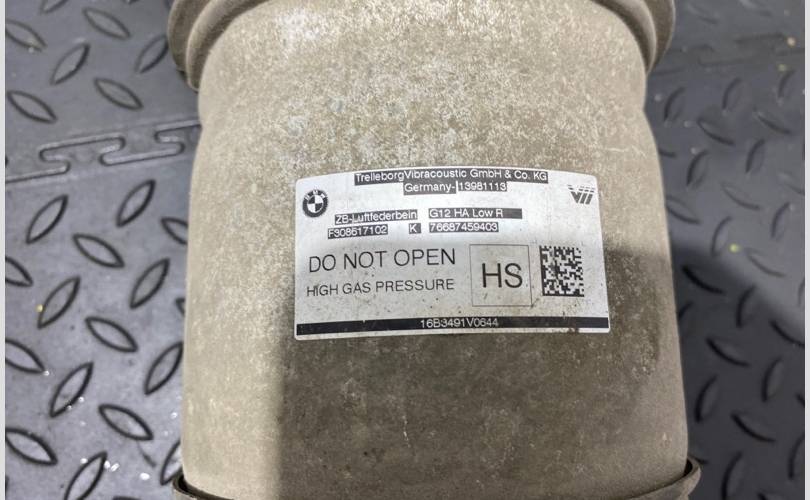 TrelleborgVibracoustic GmbH & Co. KG
Germany-13981113
BMW
ZB-Luftfederbein G12 HA Low R
F308617102 K 76687459403
DO NOT OPEN
HIGH GAS PRESSURE
HS
16B3491V0644